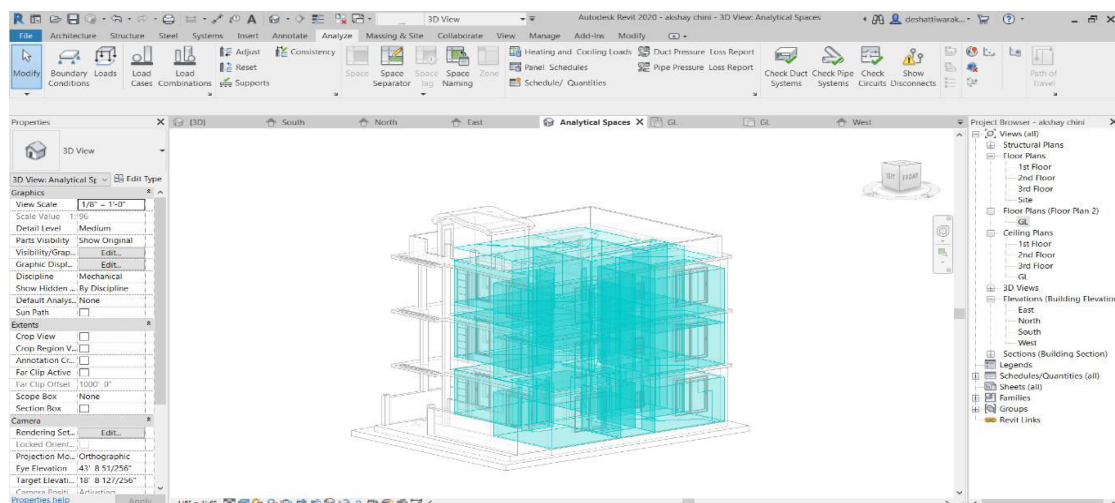 3D View
Autodesk Revit 2020 - akshay chini - 3D View: Analytical Spaces
deshattiwarak...
File Architecture Structure Steel Systems Insert Annotate Analyze Massing & Site Collaborate View Manage Add-Ins Modify
Modify
Boundary Conditions
Loads
Load Cases
Load Combinations
Adjust
Reset
Supports
Consistency
Space
Space Separator
Space Tag
Space Naming
Zone
Heating and Cooling Loads
Panel Schedules
Schedule/ Quantities
Duct Pressure Loss Report
Pipe Pressure Loss Report
Check Duct Systems
Check Pipe Systems
Check Circuits
Show Disconnects
Path of Travel
Properties
{3D} South North East Analytical Spaces GL GL West
3D View
3D View: Analytical Sp
Edit Type
Graphics
View Scale 1/8" = 1'-0"
Scale Value 1: 96
Detail Level Medium
Parts Visibility Show Original
Visibility/Grap... Edit...
Graphic Displ... Edit...
Discipline Mechanical
Show Hidden ... By Discipline
Default Analys... None
Sun Path
Extents
Crop View
Crop Region V...
Annotation Cr...
Far Clip Active
Far Clip Offset 1000' 0"
Scope Box None
Section Box
Camera
Rendering Set... Edit...
Locked Orient...
Projection Mo... Orthographic
Eye Elevation 43' 8 51/256"
Target Elevati... 18' 8 127/256"
Camera Positi... Adjusting
Properties help
Apply
1/8" = 1'-0"
FRONT
Project Browser - akshay chini
Views (all)
Structural Plans
Floor Plans
1st Floor
2nd Floor
3rd Floor
Site
Floor Plans (Floor Plan 2)
GL
Ceiling Plans
1st Floor
2nd Floor
3rd Floor
GL
3D Views
Elevations (Building Elevation
East
North
South
West
Sections (Building Section)
Legends
Schedules/Quantities (all)
Sheets (all)
Families
Groups
Revit Links